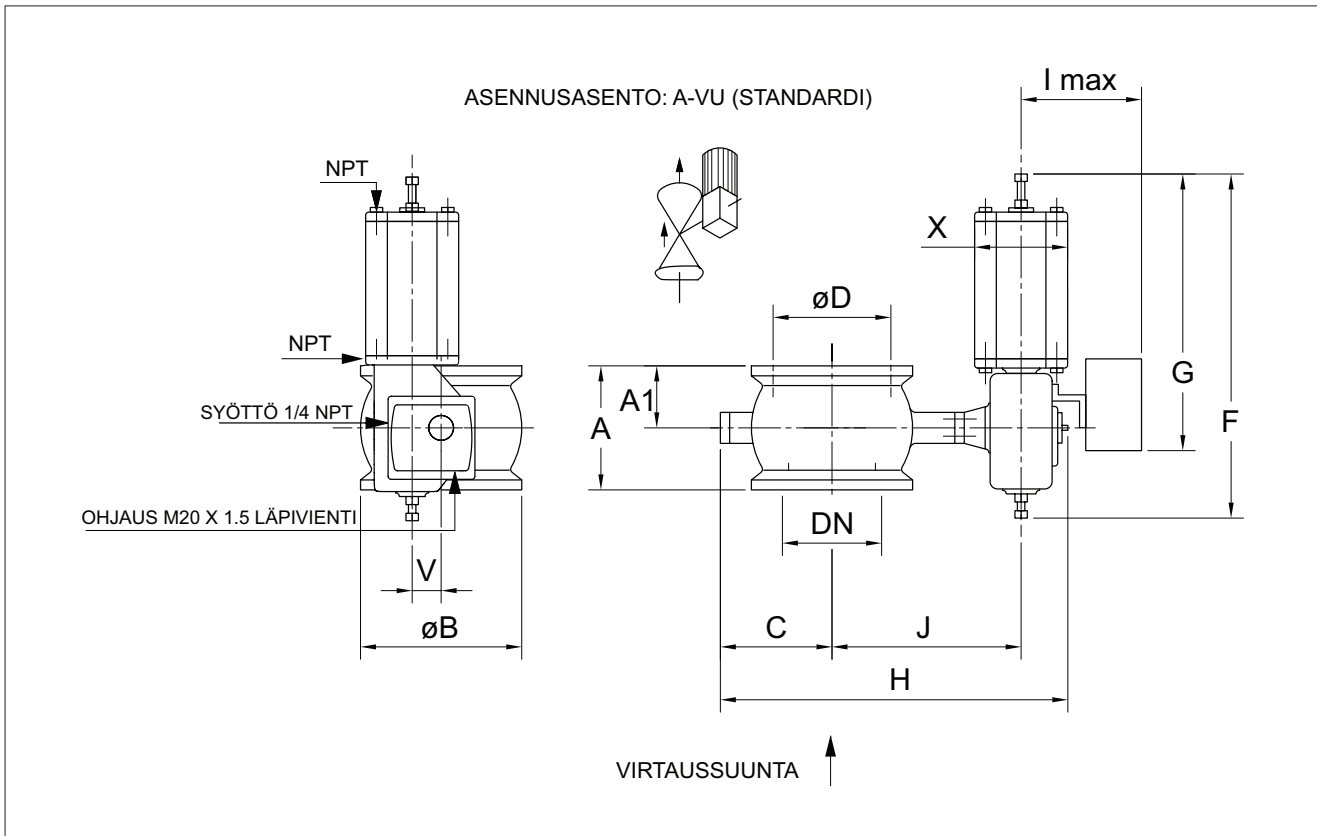 ASENNUSASENTO: A-VU (STANDARDI)
I max
NPT
X
øD
NPT
A1
A
G
F
SYÖTTÖ 1/4 NPT
OHJAUS M20 X 1.5 LÄPIVIENTI
DN
V
øB
C
J
H
VIRTAUSSUUNTA